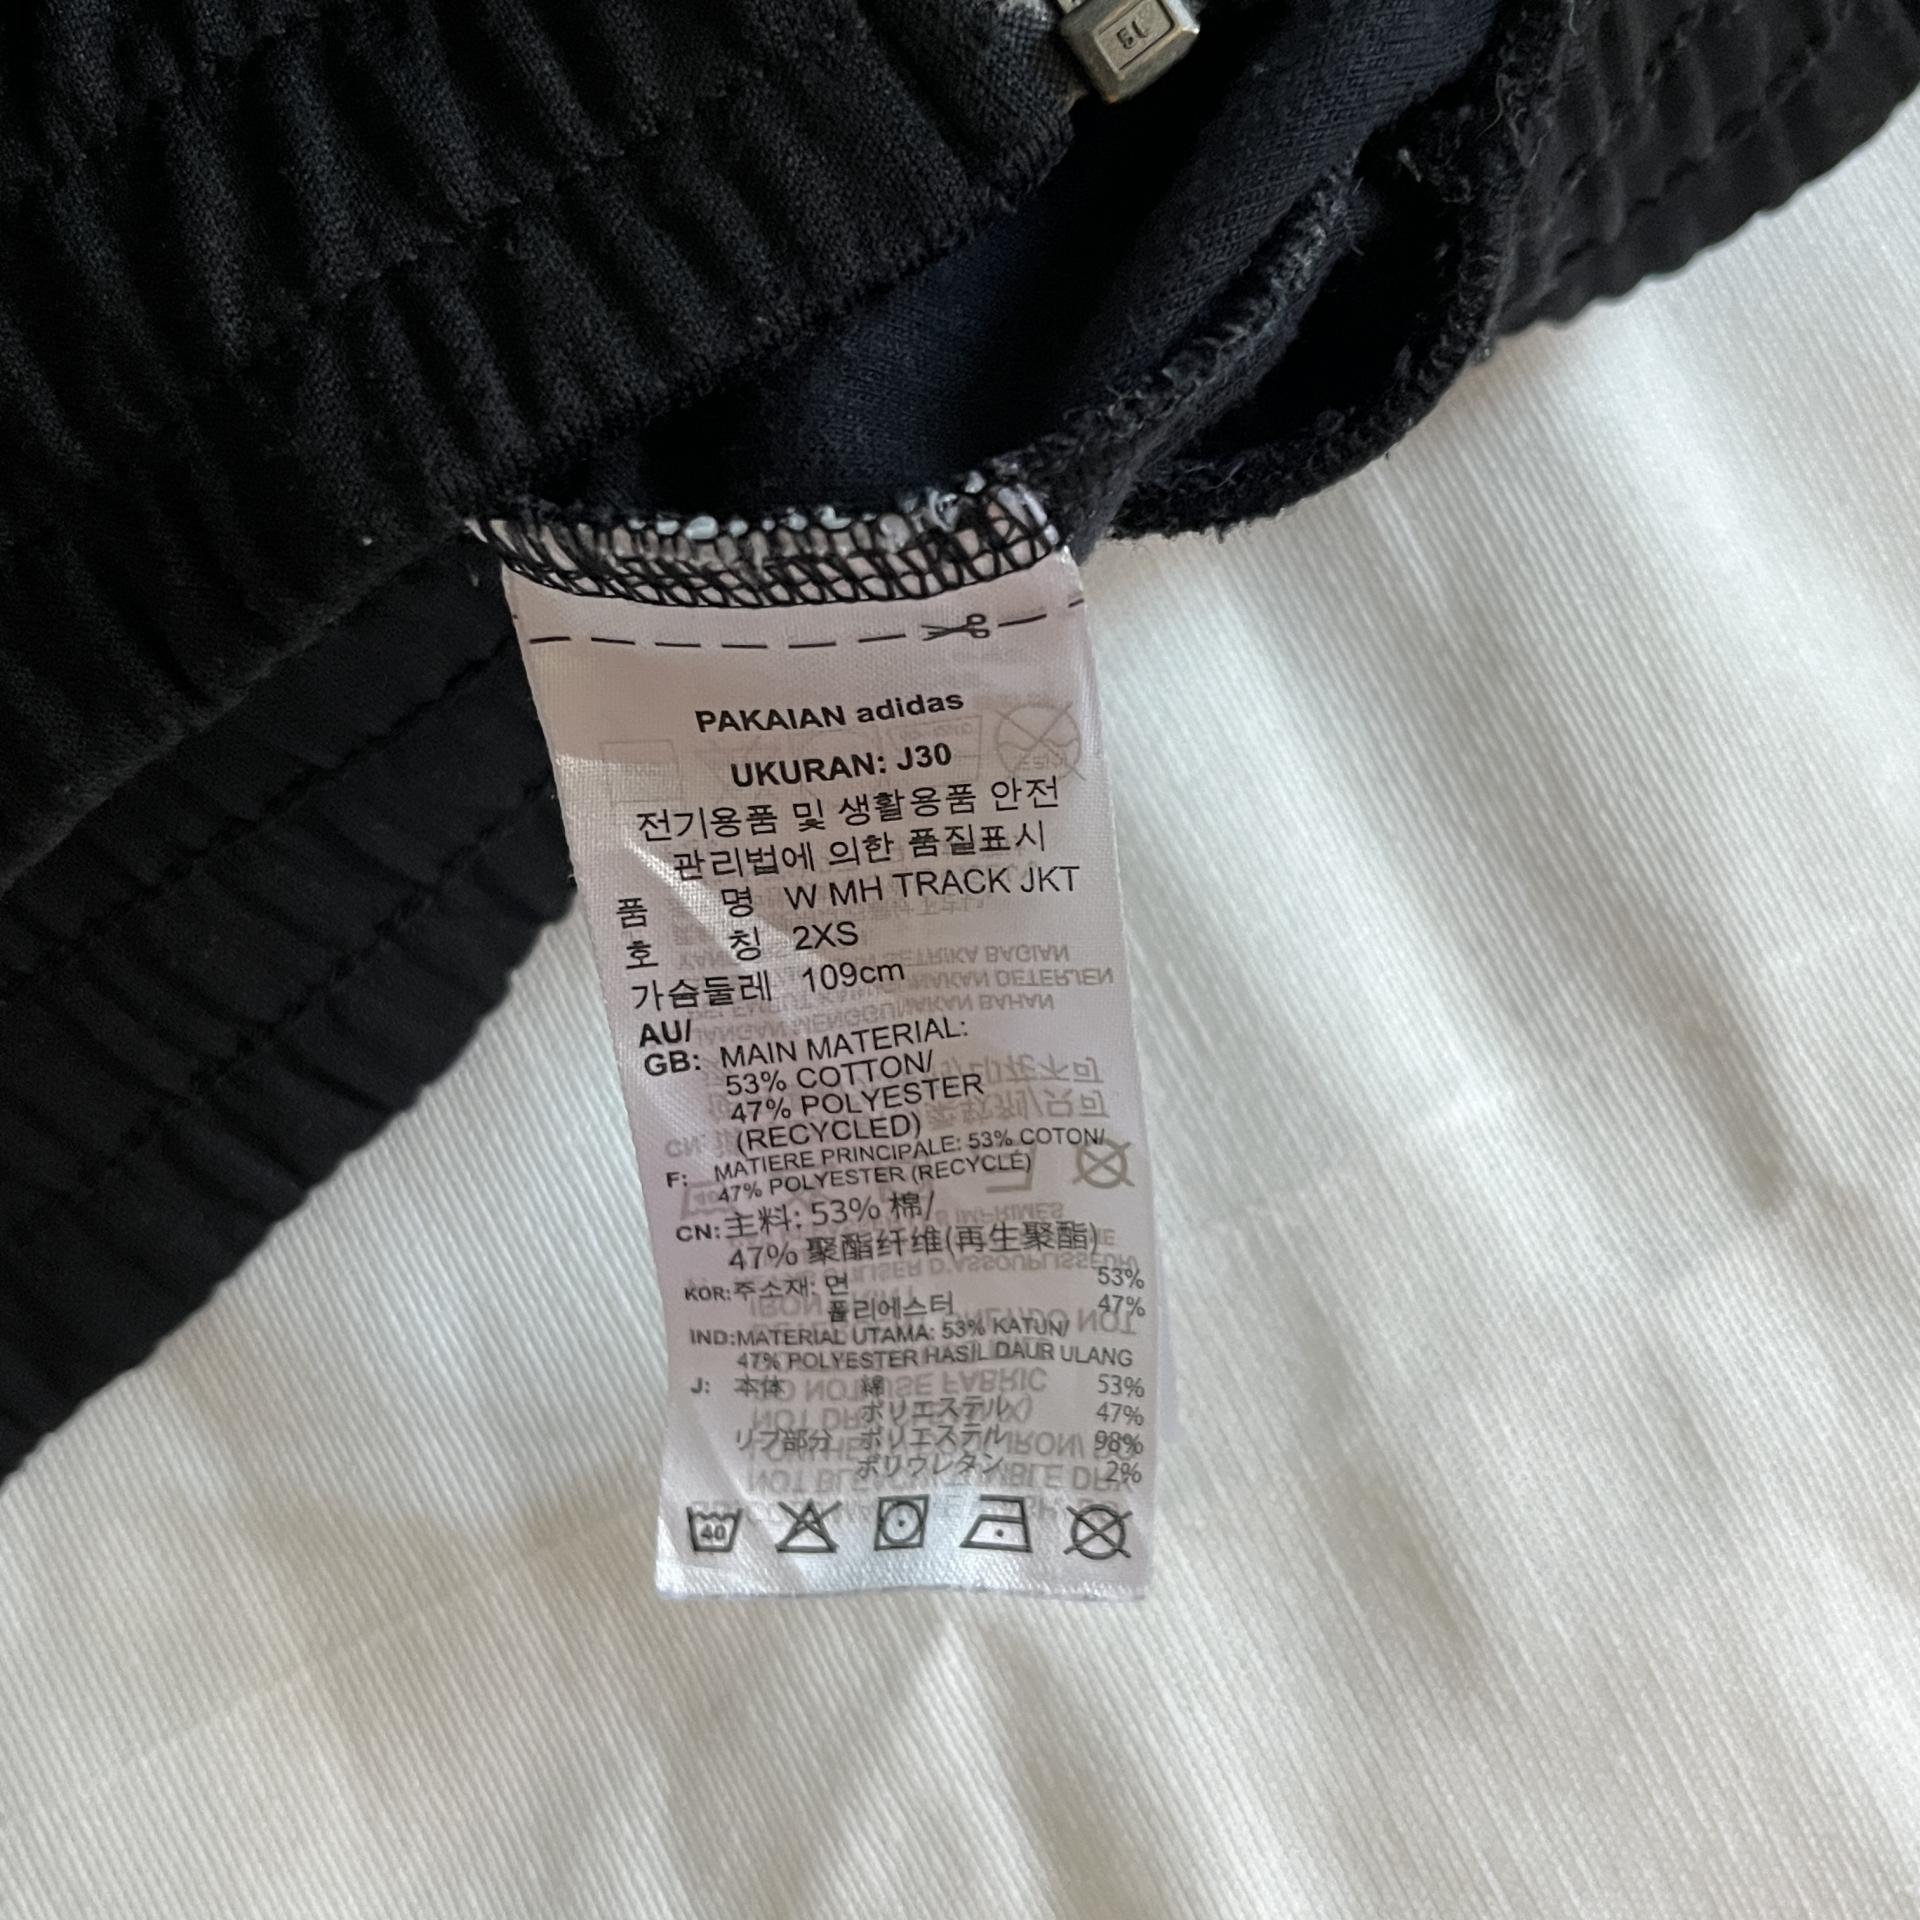 PAKAIAN adidas
UKURAN: J30
전기용품 및 생활용품 안전
관리법에 의한 품질표시
품 명 W MH TRACK JKT
호 칭 2XS
가슴둘레 109cm
AU/
GB: MAIN MATERIAL:
53% COTTON/
47% POLYESTER
(RECYCLED)
F: MATIERE PRINCIPALE: 53% COTON/
47% POLYESTER (RECYCLÉ)
CN: 主料: 53% 棉/
47% 聚酯纤维(再生聚酯)
KOR: 주소재: 면 53%
폴리에스터 47%
IND: MATERIAL UTAMA: 53% KATUN/
47% POLYESTER HASIL DAUR ULANG
J: 本体 綿 53%
ポリエステル 47%
リブ部分 ポリエステル 98%
ポリウレタン 2%
40